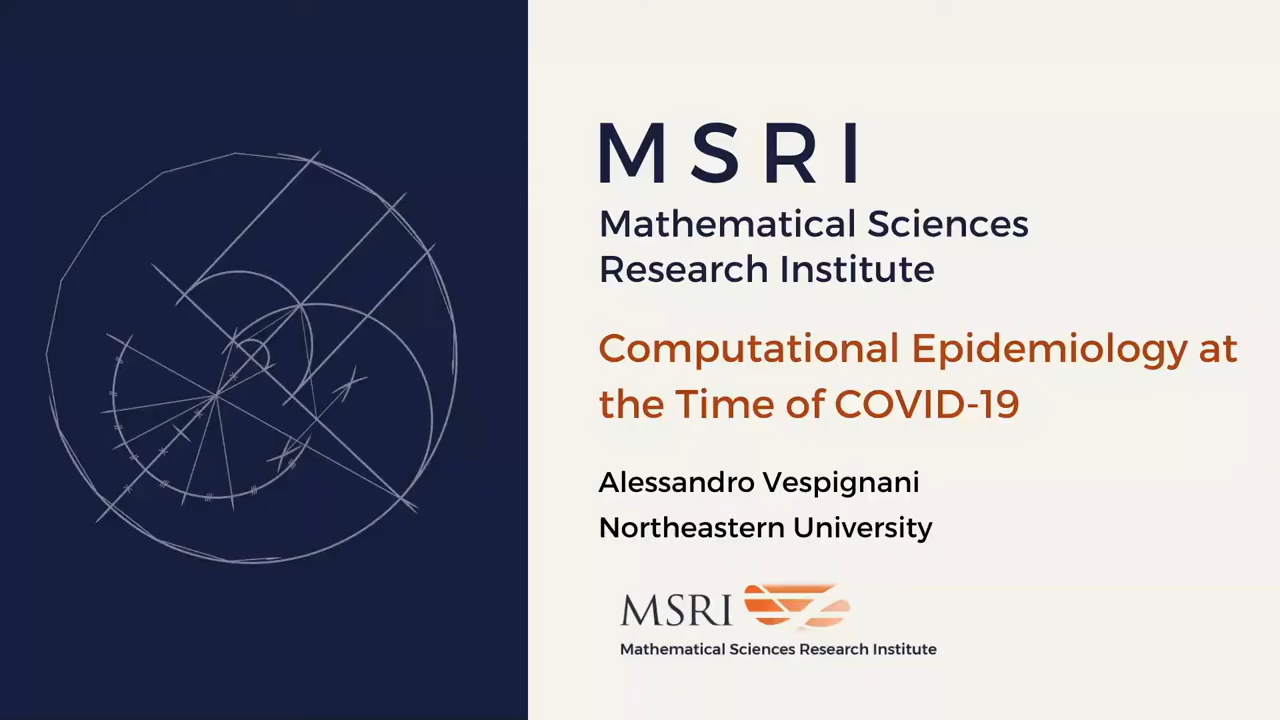 MSRI
Mathematical Sciences
Research Institute
Computational Epidemiology at
the Time of COVID-19
Alessandro Vespignani
Northeastern University
MSRI
Mathematical Sciences Research Institute